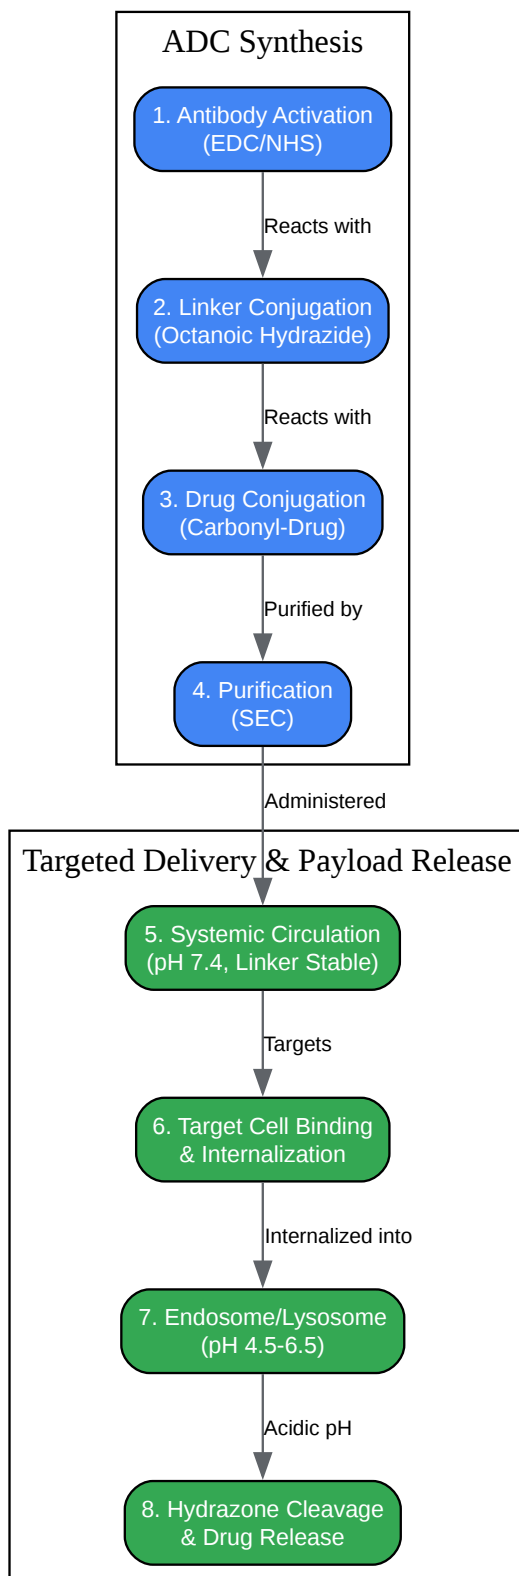 ADC Synthesis
1. Antibody Activation
(EDC/NHS)
Reacts with
2. Linker Conjugation
(Octanoic Hydrazide)
Reacts with
3. Drug Conjugation
(Carbonyl-Drug)
Purified by
4. Purification
(SEC)
Administered
Targeted Delivery & Payload Release
5. Systemic Circulation
(pH 7.4, Linker Stable)
Targets
6. Target Cell Binding
& Internalization
Internalized into
7. Endosome/Lysosome
(pH 4.5-6.5)
Acidic pH
8. Hydrazone Cleavage
& Drug Release